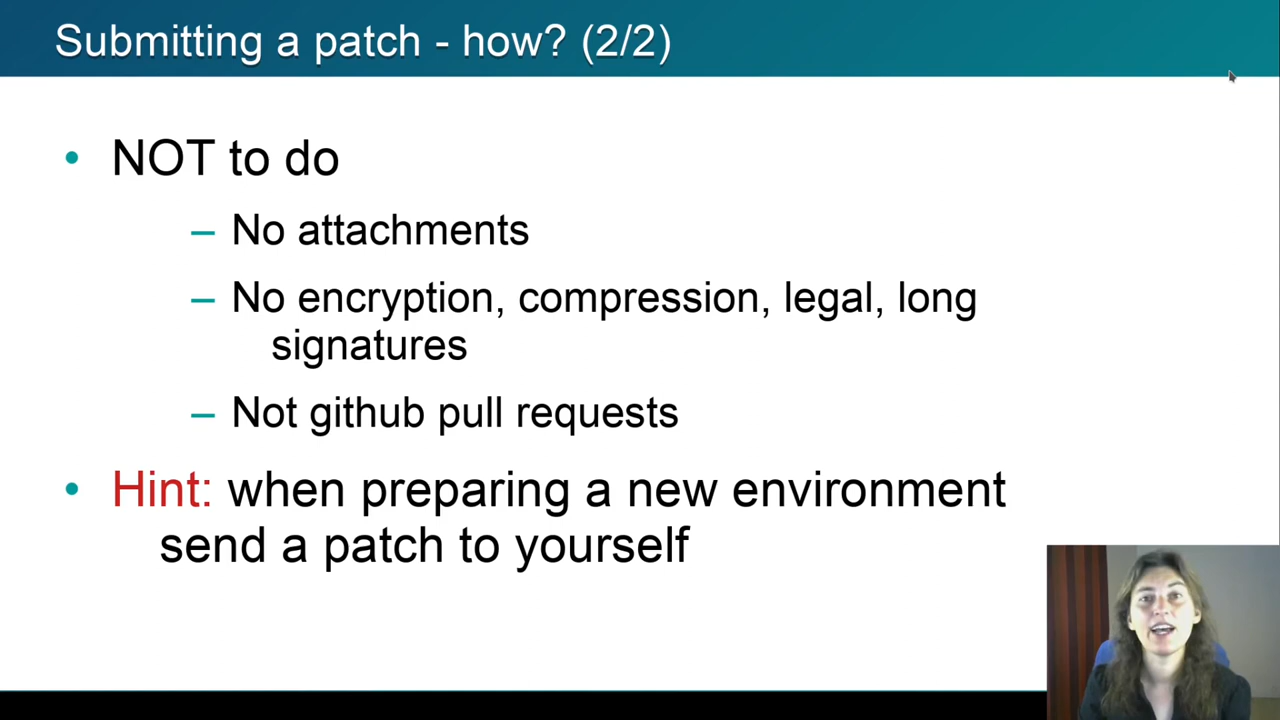 Submitting a patch - how? (2/2)
• NOT to do
– No attachments
– No encryption, compression, legal, long
signatures
– Not github pull requests
• Hint: when preparing a new environment
send a patch to yourself